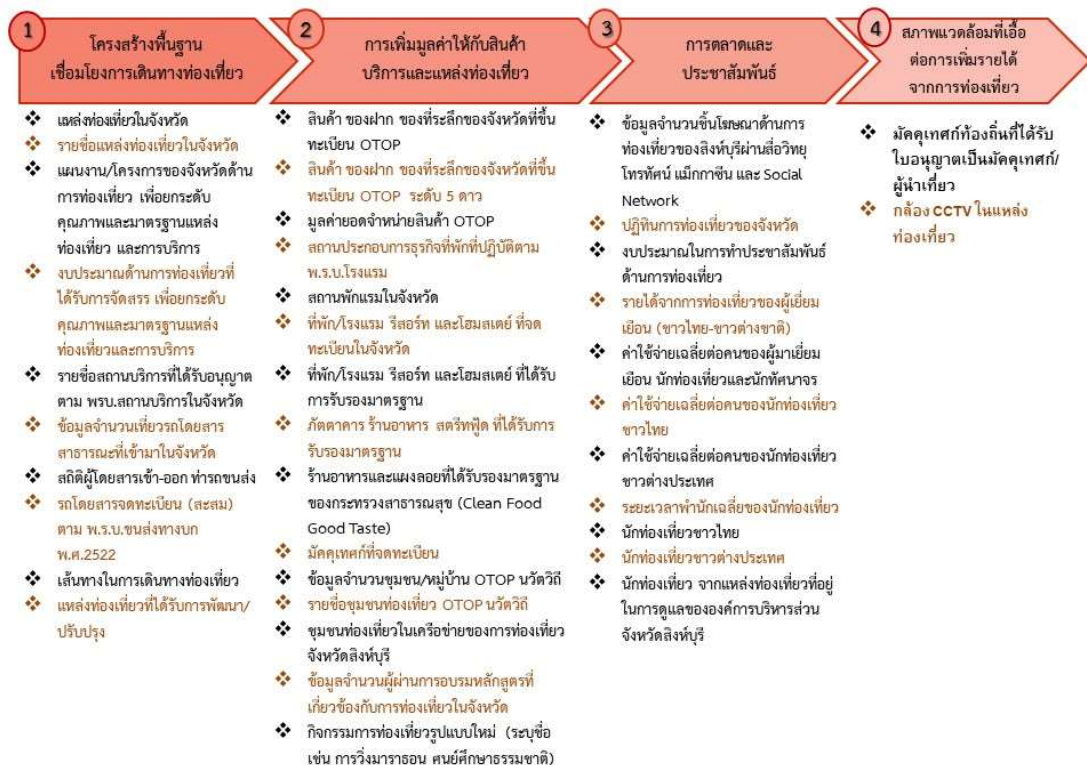 1
โครงสร้างพื้นฐาน
เชื่อมโยงการเดินทางท่องเที่ยว
❖ แหล่งท่องเที่ยวในจังหวัด
❖ รายชื่อแหล่งท่องเที่ยวในจังหวัด
❖ แผนงาน/โครงการของจังหวัดด้าน
การท่องเที่ยว เพื่อยกระดับ
คุณภาพและมาตรฐานแหล่ง
ท่องเที่ยว และการบริการ
❖ งบประมาณด้านการท่องเที่ยวที่
ได้รับการจัดสรร เพื่อยกระดับ
คุณภาพและมาตรฐานแหล่ง
ท่องเที่ยวและการบริการ
❖ รายชื่อสถานบริการที่ได้รับอนุญาต
ตาม พรบ.สถานบริการในจังหวัด
❖ ข้อมูลจำนวนเที่ยวรถโดยสาร
สาธารณะที่เข้ามาในจังหวัด
❖ สถิติผู้โดยสารเข้า-ออก ท่ารถขนส่ง
❖ รถโดยสารจดทะเบียน (สะสม)
ตาม พ.ร.บ.ขนส่งทางบก
พ.ศ.2522
❖ เส้นทางในการเดินทางท่องเที่ยว
❖ แหล่งท่องเที่ยวที่ได้รับการพัฒนา/
ปรับปรุง
2
การเพิ่มมูลค่าให้กับสินค้า
บริการและแหล่งท่องเที่ยว
❖ สินค้า ของฝาก ของที่ระลึกของจังหวัดที่ขึ้น
ทะเบียน OTOP
❖ สินค้า ของฝาก ของที่ระลึกของจังหวัดที่ขึ้น
ทะเบียน OTOP ระดับ 5 ดาว
❖ มูลค่ายอดจำหน่ายสินค้า OTOP
❖ สถานประกอบการธุรกิจที่พักที่ปฏิบัติตาม
พ.ร.บ.โรงแรม
❖ สถานพักแรมในจังหวัด
❖ ที่พัก/โรงแรม รีสอร์ท และโฮมสเตย์ ที่จด
ทะเบียนในจังหวัด
❖ ที่พัก/โรงแรม รีสอร์ท และโฮมสเตย์ ที่ได้รับ
การรับรองมาตรฐาน
❖ ภัตตาคาร ร้านอาหาร สตรีทฟู้ด ที่ได้รับการ
รับรองมาตรฐาน
❖ ร้านอาหารและแผงลอยที่ได้รับรองมาตรฐาน
ของกระทรวงสาธารณสุข (Clean Food
Good Taste)
❖ มัคคุเทศก์ที่จดทะเบียน
❖ ข้อมูลจำนวนชุมชน/หมู่บ้าน OTOP นวัตวิถี
❖ รายชื่อชุมชนท่องเที่ยว OTOP นวัตวิถี
❖ ชุมชนท่องเที่ยวในเครือข่ายของการท่องเที่ยว
จังหวัดสิงห์บุรี
❖ ข้อมูลจำนวนผู้ผ่านการอบรมหลักสูตรที่
เกี่ยวข้องกับการท่องเที่ยวในจังหวัด
❖ กิจกรรมการท่องเที่ยวรูปแบบใหม่ (ระบุชื่อ
เช่น การวิ่งมาราธอน ศูนย์ศึกษาธรรมชาติ)
3
การตลาดและ
ประชาสัมพันธ์
❖ ข้อมูลจำนวนชิ้นโฆษณาด้านการ
ท่องเที่ยวของสิงห์บุรีผ่านสื่อวิทยุ
โทรทัศน์ แม็กกาซีน และ Social
Network
❖ ปฏิทินการท่องเที่ยวของจังหวัด
❖ งบประมาณในการทำประชาสัมพันธ์
ด้านการท่องเที่ยว
❖ รายได้จากการท่องเที่ยวของผู้เยี่ยม
เยือน (ชาวไทย-ชาวต่างชาติ)
❖ ค่าใช้จ่ายเฉลี่ยต่อคนของผู้มาเยี่ยม
เยือน นักท่องเที่ยวและนักทัศนาจร
❖ ค่าใช้จ่ายเฉลี่ยต่อคนของนักท่องเที่ยว
ชาวไทย
❖ ค่าใช้จ่ายเฉลี่ยต่อคนของนักท่องเที่ยว
ชาวต่างประเทศ
❖ ระยะเวลาพำนักเฉลี่ยของนักท่องเที่ยว
❖ นักท่องเที่ยวชาวไทย
❖ นักท่องเที่ยวชาวต่างประเทศ
❖ นักท่องเที่ยว จากแหล่งท่องเที่ยวที่อยู่
ในการดูแลขององค์การบริหารส่วน
จังหวัดสิงห์บุรี
4
สภาพแวดล้อมที่เอื้อ
ต่อการเพิ่มรายได้
จากการท่องเที่ยว
❖ มัคคุเทศก์ท้องถิ่นที่ได้รับ
ใบอนุญาตเป็นมัคคุเทศก์/
ผู้นำเที่ยว
❖ กล้อง CCTV ในแหล่ง
ท่องเที่ยว